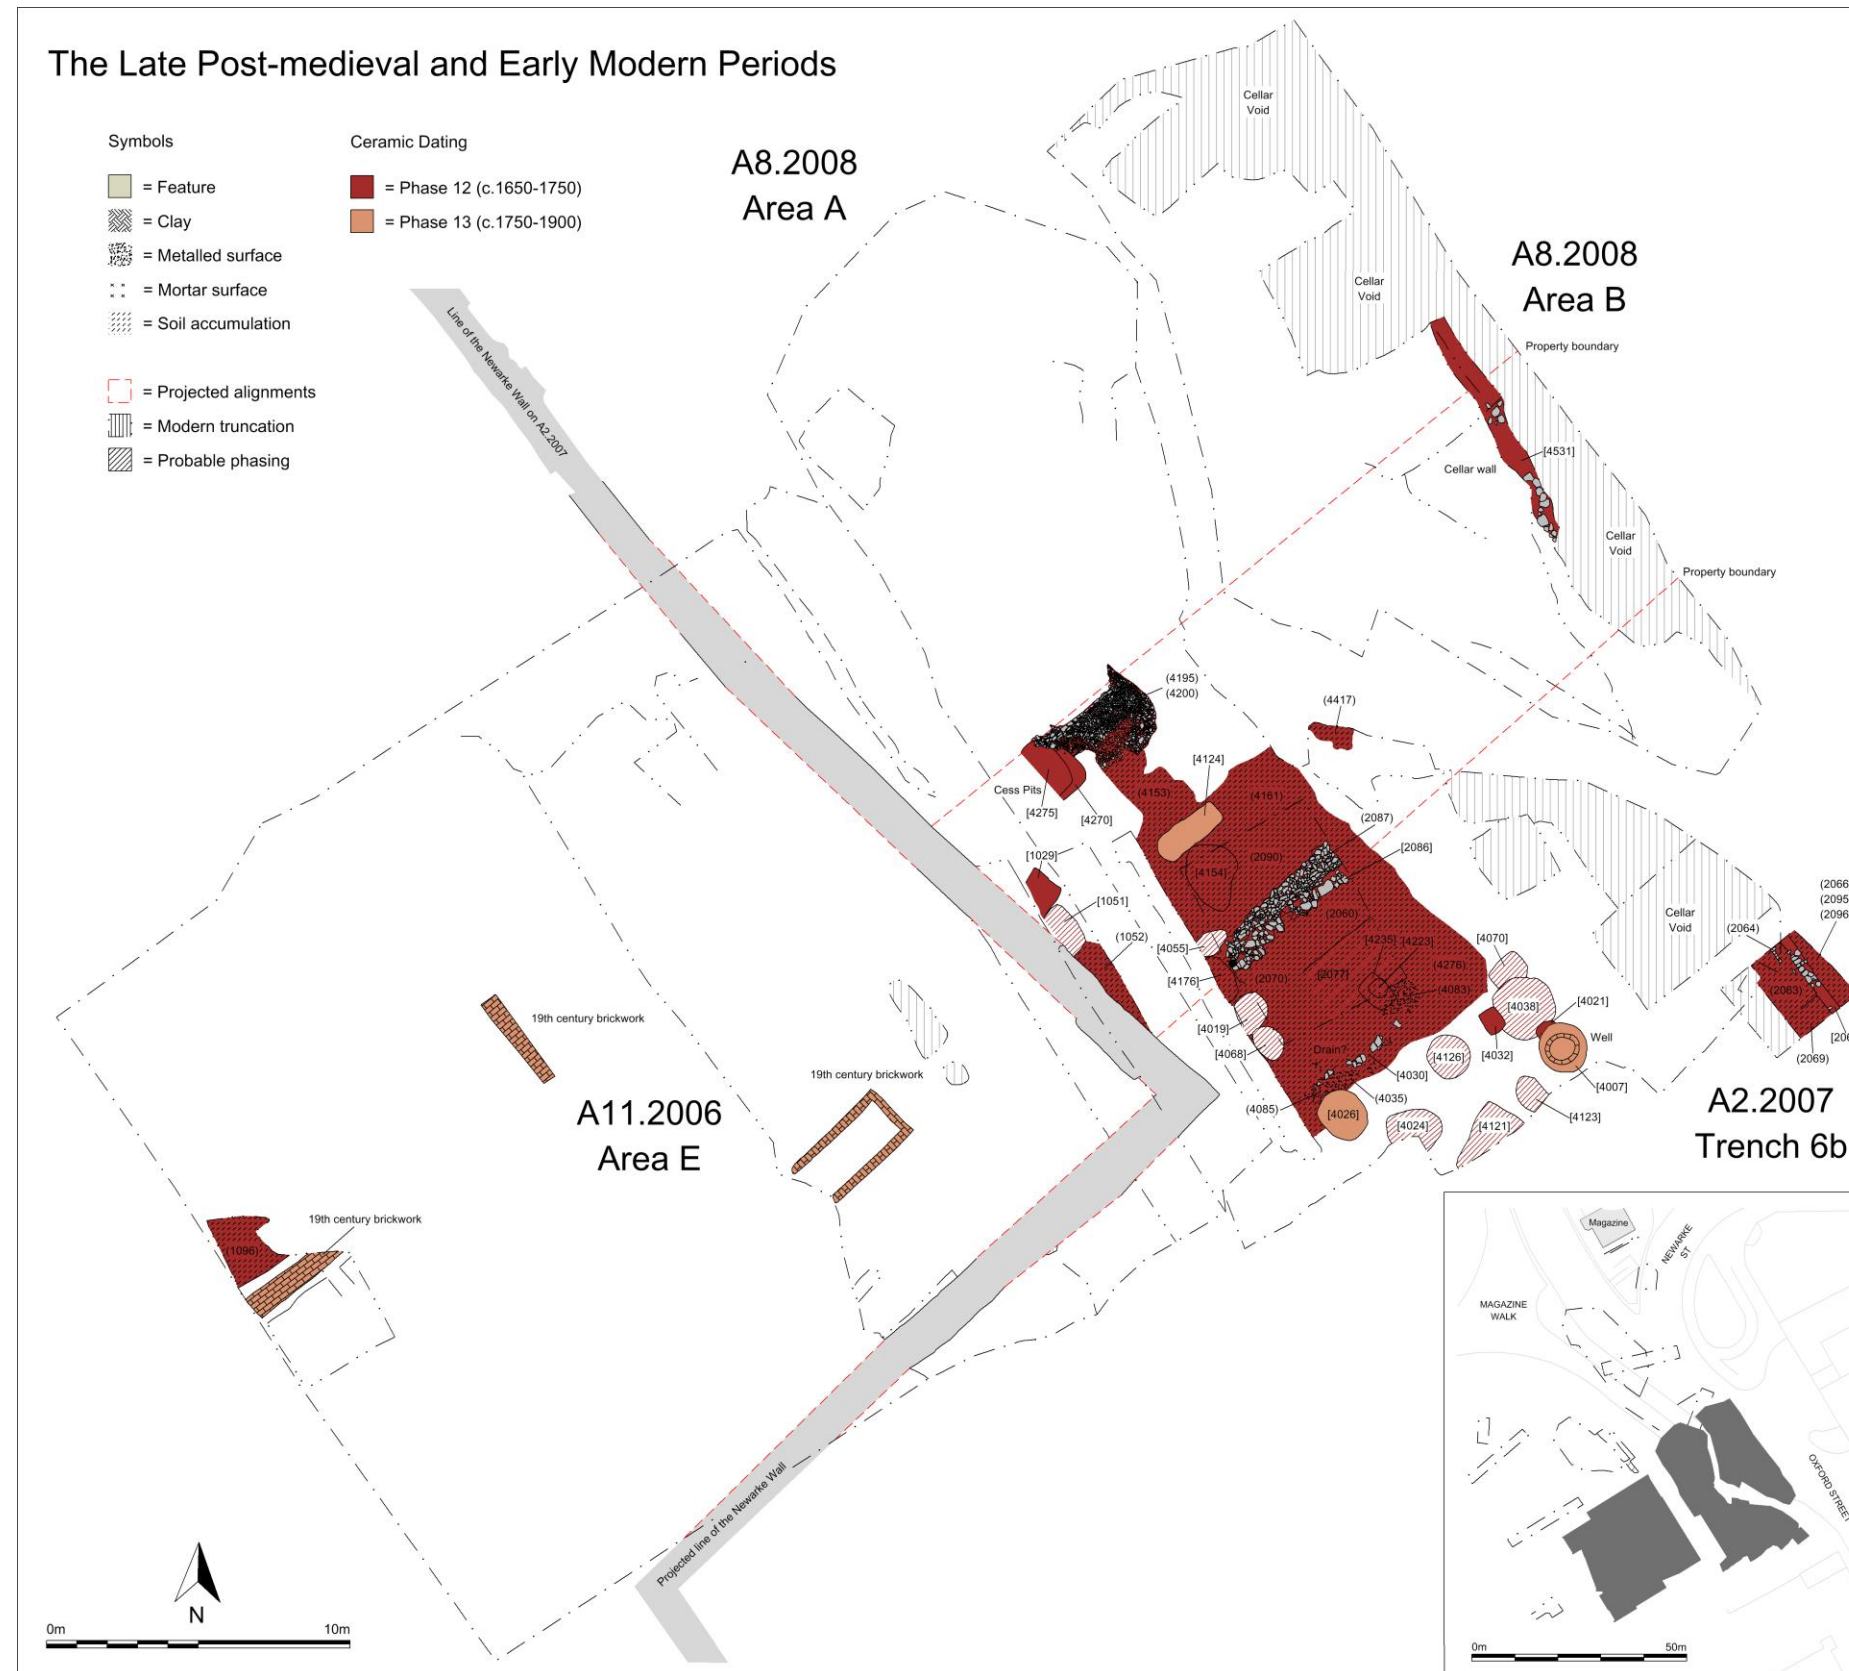 The Late Post-medieval and Early Modern Periods
Symbols
= Feature
= Clay
= Metalled surface
= Mortar surface
= Soil accumulation
= Projected alignments
= Modern truncation
= Probable phasing
Ceramic Dating
= Phase 12 (c.1650-1750)
= Phase 13 (c.1750-1900)
A8.2008
Area A
Cellar
Void
Cellar
Void
A8.2008
Area B
Property boundary
Line of the Newarke Wall on A2.2007
[4531]
Cellar wall
Cellar
Void
Property boundary
(4195)
(4200)
(4417)
[4124]
Cess Pits
[4275]
[4270]
(4153)
(4161)
(2087)
[2086]
[1029]
(2090)
[4154]
[1051]
(2060)
(1052)
[4055]
[4235]
[4223]
[4070]
[4176]
(2070)
(2077)
(4276)
(4083)
[4038]
[4021]
[4019]
[4068]
Drain?
[4126]
[4032]
Well
[4030]
[4007]
(4085)
(4035)
[4026]
[4024]
[4121]
[4123]
Cellar
Void
(2066
(2095
(2096
(2064)
(2063)
[206
(2069)
A2.2007
Trench 6b
19th century brickwork
19th century brickwork
A11.2006
Area E
19th century brickwork
(1096)
Projected line of the Newarke Wall
N
0m
10m
Magazine
NEWARKE
ST
MAGAZINE
WALK
OXFORD STREET
0m
50m